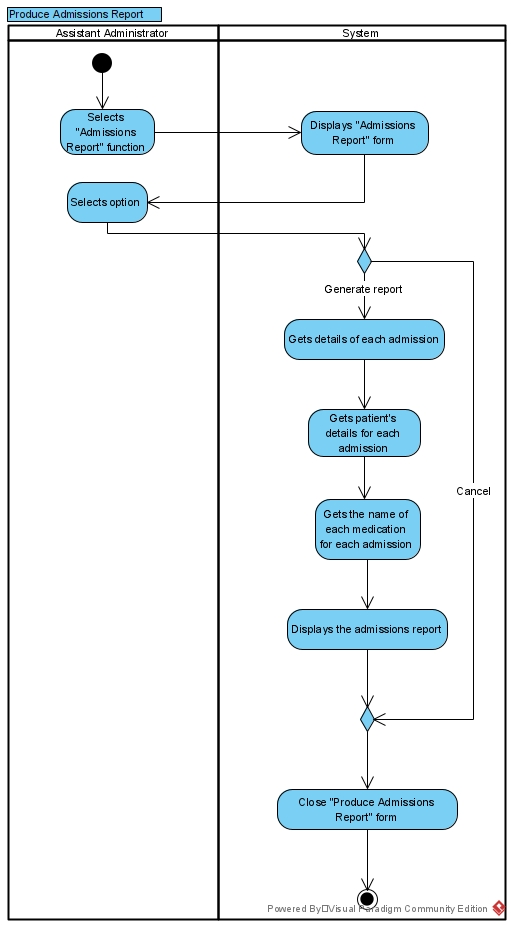 Produce Admissions Report
Assistant Administrator
System
Selects
"Admissions
Report" function
Displays "Admissions
Report" form
Selects option
Generate report
Gets details of each admission
Gets patient's
details for each
admission
Cancel
Gets the name of
each medication
for each admission
Displays the admissions report
Close "Produce Admissions
Report" form
Powered By Visual Paradigm Community Edition